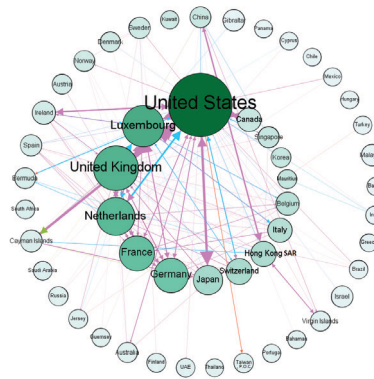 Kuwait
China
Gibraltar
Panama
Cyprus
Chile
Mexico
Hungary
Turkey
Sweden
Denmark
Norway
Austria
Ireland
Spain
Bermuda
South Africa
Cayman Islands
Saudi Arabia
Russia
Jersey
Guernsey
Australia
Finland
UAE
Thailand
Taiwan
P.O.C.
Bahamas
Virgin Islands
Israel
Brazil
United States
Luxembourg
United Kingdom
Netherlands
France
Germany
Japan
Switzerland
Hong Kong SAR
Italy
Belgium
Mauritius
Korea
Singapore
Canada